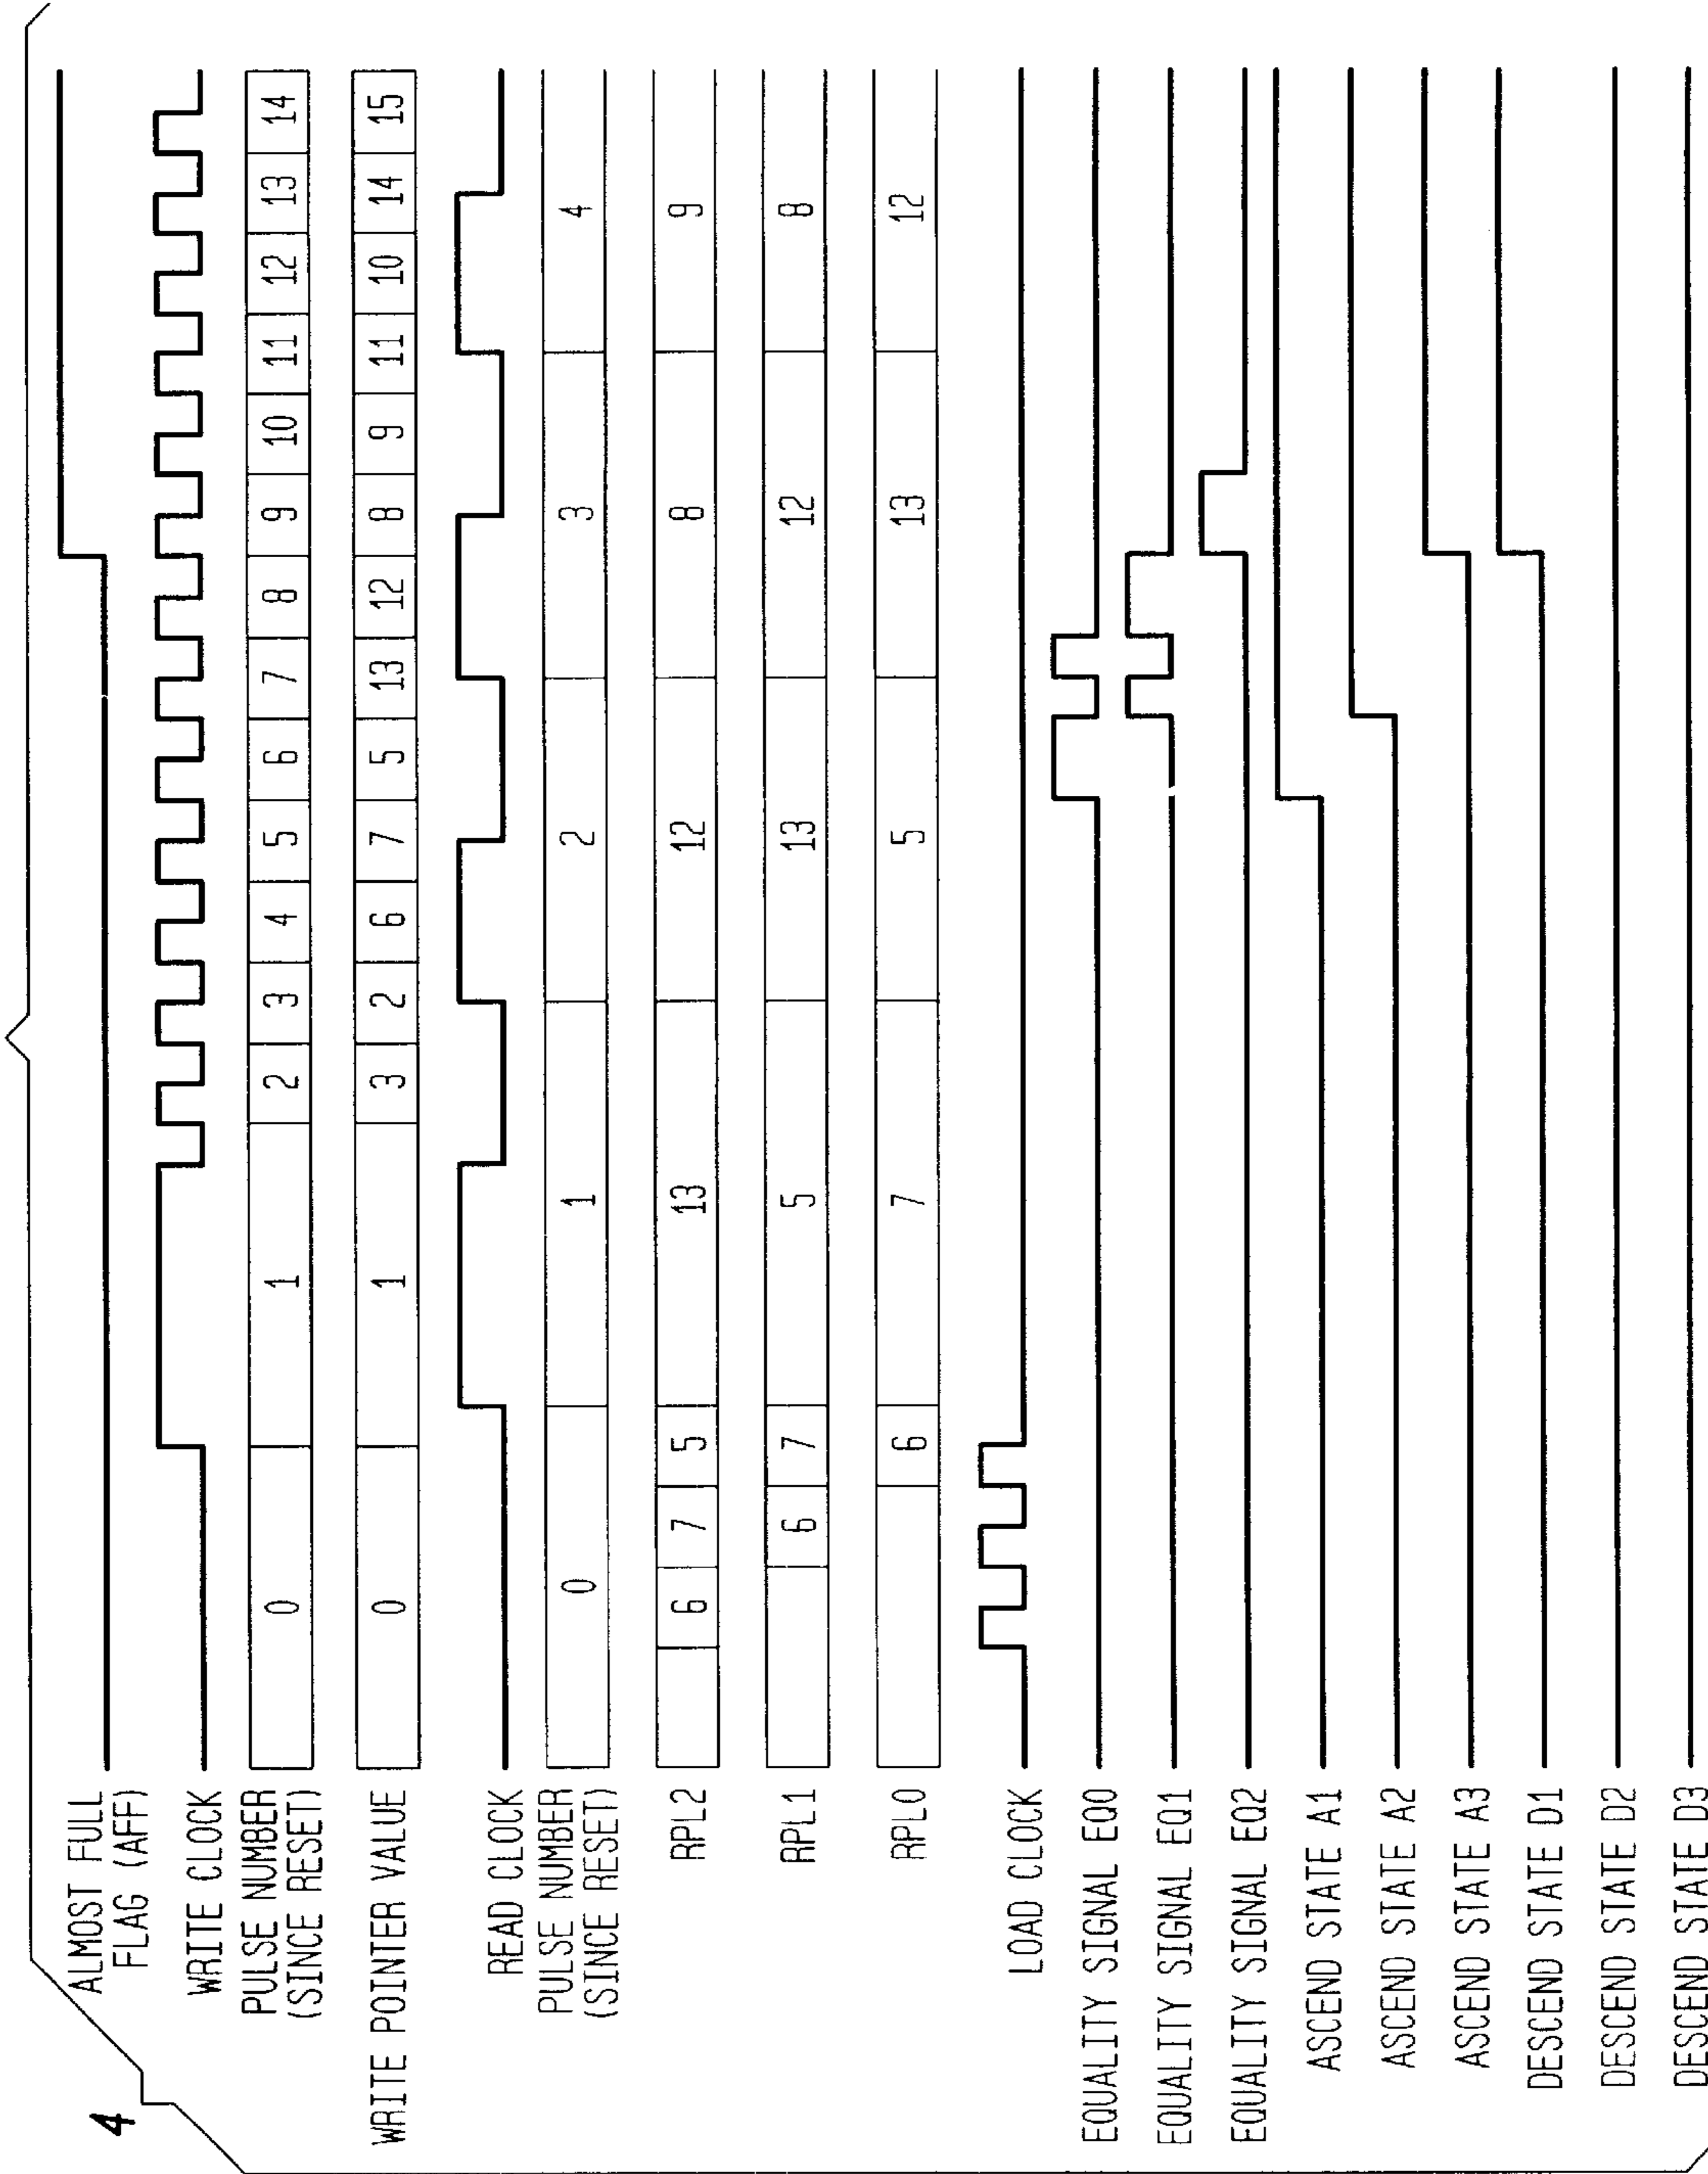 4
ALMOST FULL
FLAG (AFF)
WRITE CLOCK
PULSE NUMBER
(SINCE RESET)
0 1 2 3 4 5 6 7 8 9 10 11 12 13 14
WRITE POINTER VALUE
0 1 3 2 6 7 5 13 12 8 9 11 10 14 15
READ CLOCK
PULSE NUMBER
(SINCE RESET)
0 1 2 3 4
RPL2
6 7 5 13 12 8 9
RPL1
6 7 5 13 12 8
RPL0
6 7 5 13 12
LOAD CLOCK
EQUALITY SIGNAL EQ0
EQUALITY SIGNAL EQ1
EQUALITY SIGNAL EQ2
ASCEND STATE A1
ASCEND STATE A2
ASCEND STATE A3
DESCEND STATE D1
DESCEND STATE D2
DESCEND STATE D3